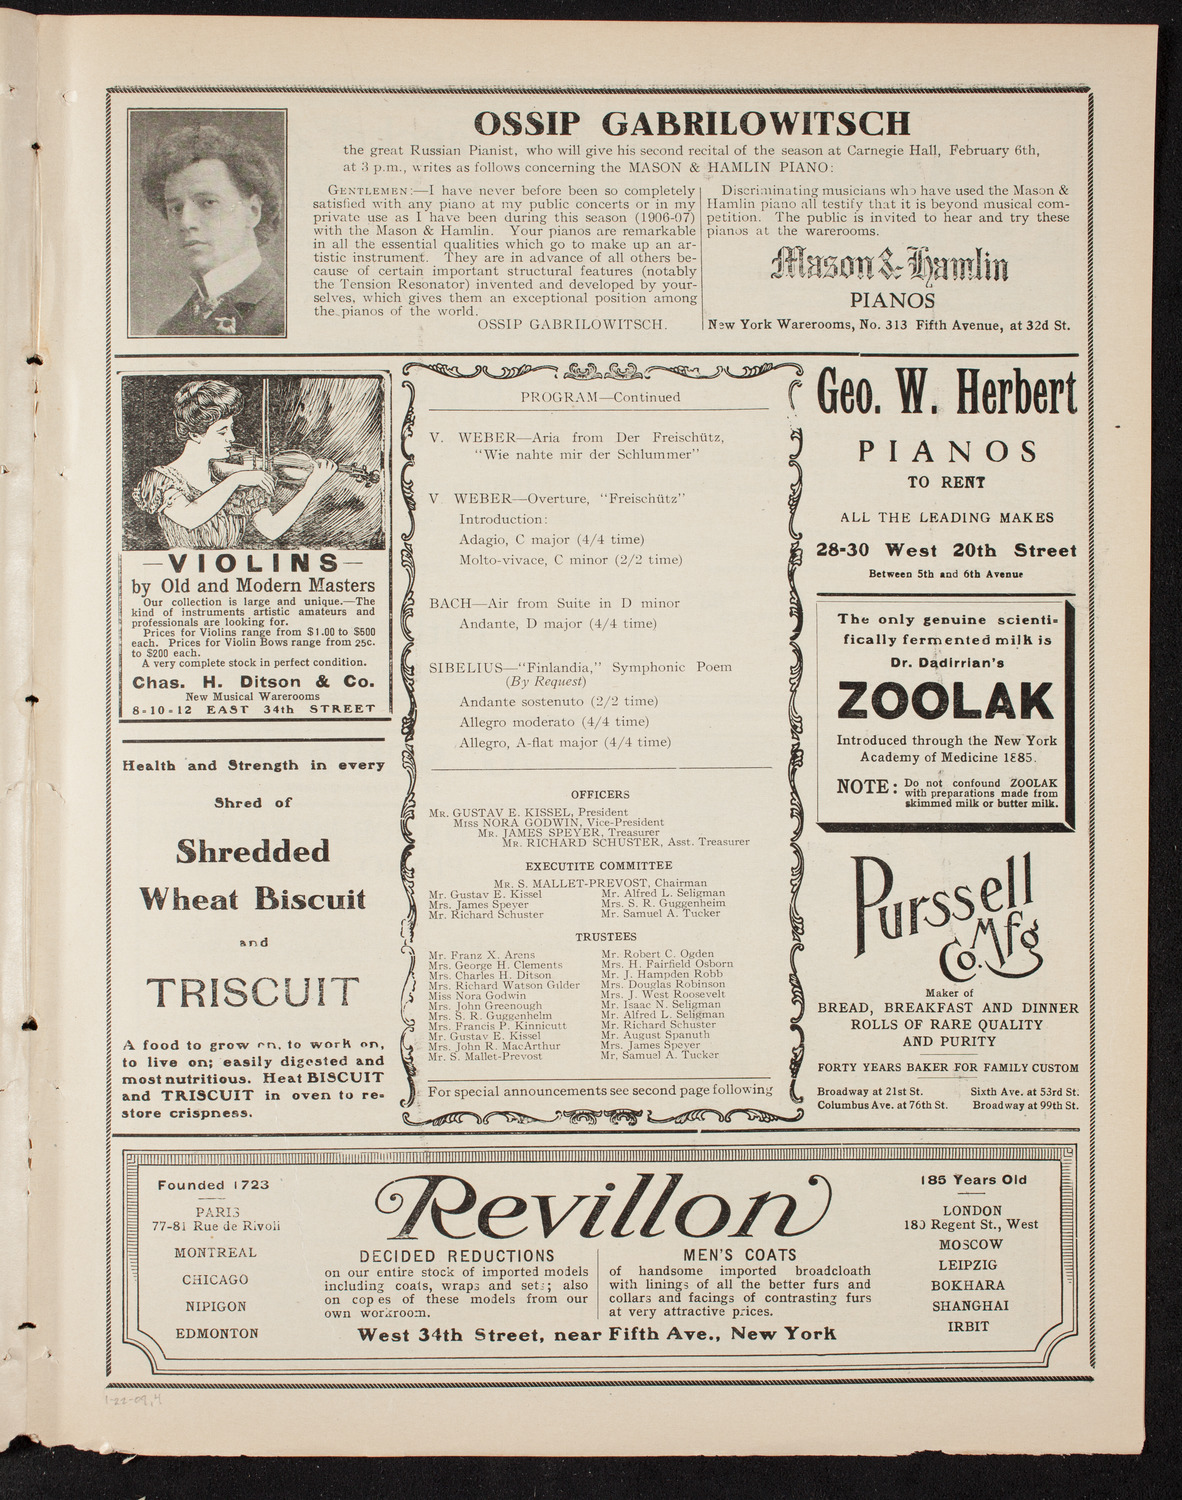 OSSIP GABRILOWITSCH
the great Russian Pianist, who will give his second recital of the season at Carnegie Hall, February 6th,
at 3 p.m., writes as follows concerning the MASON & HAMLIN PIANO:
GENTLEMEN:—I have never before been so completely
satisfied with any piano at my public concerts or in my
private use as I have been during this season (1906-07)
with the Mason & Hamlin. Your pianos are remarkable
in all the essential qualities which go to make up an ar-
tistic instrument. They are in advance of all others be-
cause of certain important structural features (notably
the Tension Resonator) invented and developed by your-
selves, which gives them an exceptional position among
the pianos of the world.
OSSIP GABRILOWITSCH.
Discriminating musicians who have used the Mason &
Hamlin piano all testify that it is beyond musical com-
petition. The public is invited to hear and try these
pianos at the warerooms.
Mason & Hamlin
PIANOS
New York Warerooms, No. 313 Fifth Avenue, at 32d St.
—VIOLINS—
by Old and Modern Masters
Our collection is large and unique.—The
kind of instruments artistic amateurs and
professionals are looking for.
Prices for Violins range from $1.00 to $500
each. Prices for Violin Bows range from 25c.
to $200 each.
A very complete stock in perfect condition.
Chas. H. Ditson & Co.
New Musical Warerooms
8-10-12 EAST 34th STREET
Health and Strength in every
Shred of
Shredded
Wheat Biscuit
and
TRISCUIT
A food to grow on, to work on,
to live on; easily digested and
most nutritious. Heat BISCUIT
and TRISCUIT in oven to re-
store crispness.
PROGRAM—Continued
V. WEBER—Aria from Der Freischütz,
"Wie nahte mir der Schlummer"
V. WEBER—Overture, "Freischütz"
Introduction:
Adagio, C major (4/4 time)
Molto-vivace, C minor (2/2 time)
BACH—Air from Suite in D minor
Andante, D major (4/4 time)
SIBELIUS—"Finlandia," Symphonic Poem
(By Request)
Andante sostenuto (2/2 time)
Allegro moderato (4/4 time)
Allegro, A-flat major (4/4 time)
OFFICERS
MR. GUSTAV E. KISSEL, President
MISS NORA GODWIN, Vice-President
MR. JAMES SPEYER, Treasurer
MR. RICHARD SCHUSTER, Asst. Treasurer
EXECUTITE COMMITTEE
MR. S. MALLET-PREVOST, Chairman
Mr. Gustav E. Kissel
Mrs. James Speyer
Mr. Richard Schuster
Mr. Alfred L. Seligman
Mrs. S. R. Guggenheim
Mr. Samuel A. Tucker
TRUSTEES
Mr. Franz X. Arens
Mrs. George H. Clements
Mrs. Charles H. Ditson
Mrs. Richard Watson Gilder
Miss Nora Godwin
Mrs. John Greenough
Mrs. S. R. Guggenheim
Mrs. Francis P. Kinnicutt
Mr. Gustav E. Kissel
Mrs. John R. MacArthur
Mr. S. Mallet-Prevost
Mr. Robert C. Ogden
Mrs. H. Fairfield Osborn
Mr. J. Hampden Robb
Mrs. Douglas Robinson
Mrs. J. West Roosevelt
Mr. Isaac N. Seligman
Mr. Alfred L. Seligman
Mr. Richard Schuster
Mr. August Spanuth
Mrs. James Speyer
Mr. Samuel A. Tucker
For special announcements see second page following
Geo. W. Herbert
PIANOS
TO RENT
ALL THE LEADING MAKES
28-30 West 20th Street
Between 5th and 6th Avenue
The only genuine scienti-
fically fermented milk is
Dr. Dadirrian's
ZOOLAK
Introduced through the New York
Academy of Medicine 1885.
NOTE: Do not confound ZOOLAK
with preparations made from
skimmed milk or butter milk.
Purssell
Mfg
Co.
Maker of
BREAD, BREAKFAST AND DINNER
ROLLS OF RARE QUALITY
AND PURITY
FORTY YEARS BAKER FOR FAMILY CUSTOM
Broadway at 21st St. Sixth Ave. at 53rd St.
Columbus Ave. at 76th St. Broadway at 99th St.
Founded 1723
PARIS
77-81 Rue de Rivoli
MONTREAL
CHICAGO
NIPIGON
EDMONTON
Revillon
DECIDED REDUCTIONS
on our entire stock of imported models
including coats, wraps and sets; also
on copies of these models from our
own workroom.
MEN'S COATS
of handsome imported broadcloath
with linings of all the better furs and
collars and facings of contrasting furs
at very attractive prices.
West 34th Street, near Fifth Ave., New York
185 Years Old
LONDON
180 Regent St., West
MOSCOW
LEIPZIG
BOKHARA
SHANGHAI
IRBIT
1-22-09, 4